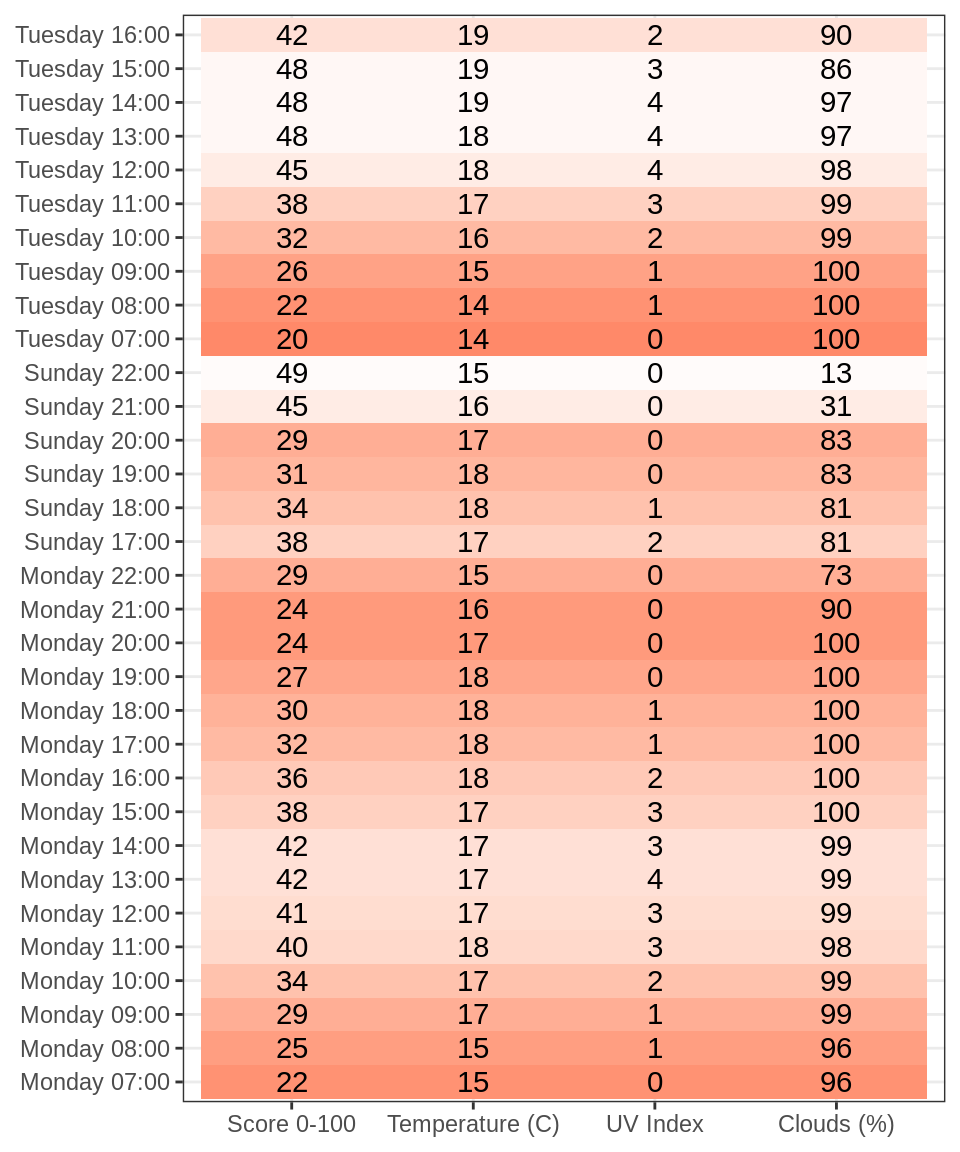 Tuesday 16:00 42 19 2 90
Tuesday 15:00 48 19 3 86
Tuesday 14:00 48 19 4 97
Tuesday 13:00 48 18 4 97
Tuesday 12:00 45 18 4 98
Tuesday 11:00 38 17 3 99
Tuesday 10:00 32 16 2 99
Tuesday 09:00 26 15 1 100
Tuesday 08:00 22 14 1 100
Tuesday 07:00 20 14 0 100
Sunday 22:00 49 15 0 13
Sunday 21:00 45 16 0 31
Sunday 20:00 29 17 0 83
Sunday 19:00 31 18 0 83
Sunday 18:00 34 18 1 81
Sunday 17:00 38 17 2 81
Monday 22:00 29 15 0 73
Monday 21:00 24 16 0 90
Monday 20:00 24 17 0 100
Monday 19:00 27 18 0 100
Monday 18:00 30 18 1 100
Monday 17:00 32 18 1 100
Monday 16:00 36 18 2 100
Monday 15:00 38 17 3 100
Monday 14:00 42 17 3 99
Monday 13:00 42 17 4 99
Monday 12:00 41 17 3 99
Monday 11:00 40 18 3 98
Monday 10:00 34 17 2 99
Monday 09:00 29 17 1 99
Monday 08:00 25 15 1 96
Monday 07:00 22 15 0 96
Score 0-100 Temperature (C) UV Index Clouds (%)